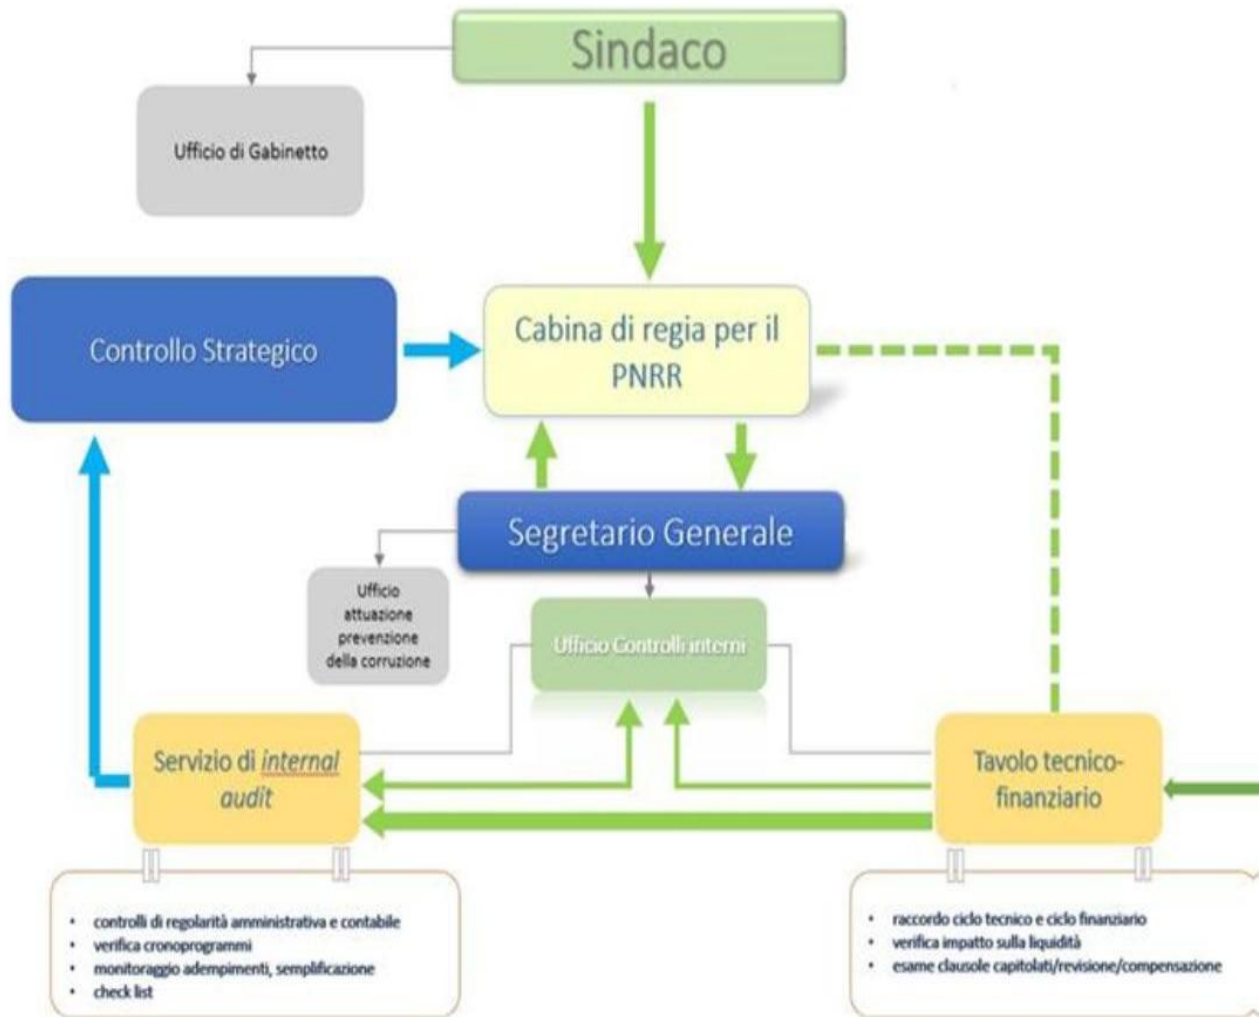 Sindaco
Ufficio di Gabinetto
Controllo Strategico
Cabina di regia per il
PNRR
Segretario Generale
Ufficio
attuazione
prevenzione
della corruzione
Ufficio Controlli interni
Servizio di internal
audit
Tavolo tecnico-
finanziario
• controlli di regolarità amministrativa e contabile
• verifica cronoprogrammi
• monitoraggio adempimenti, semplificazione
• check list
• raccordo ciclo tecnico e ciclo finanziario
• verifica impatto sulla liquidità
• esame clausole capitolati/revisione/compensazione